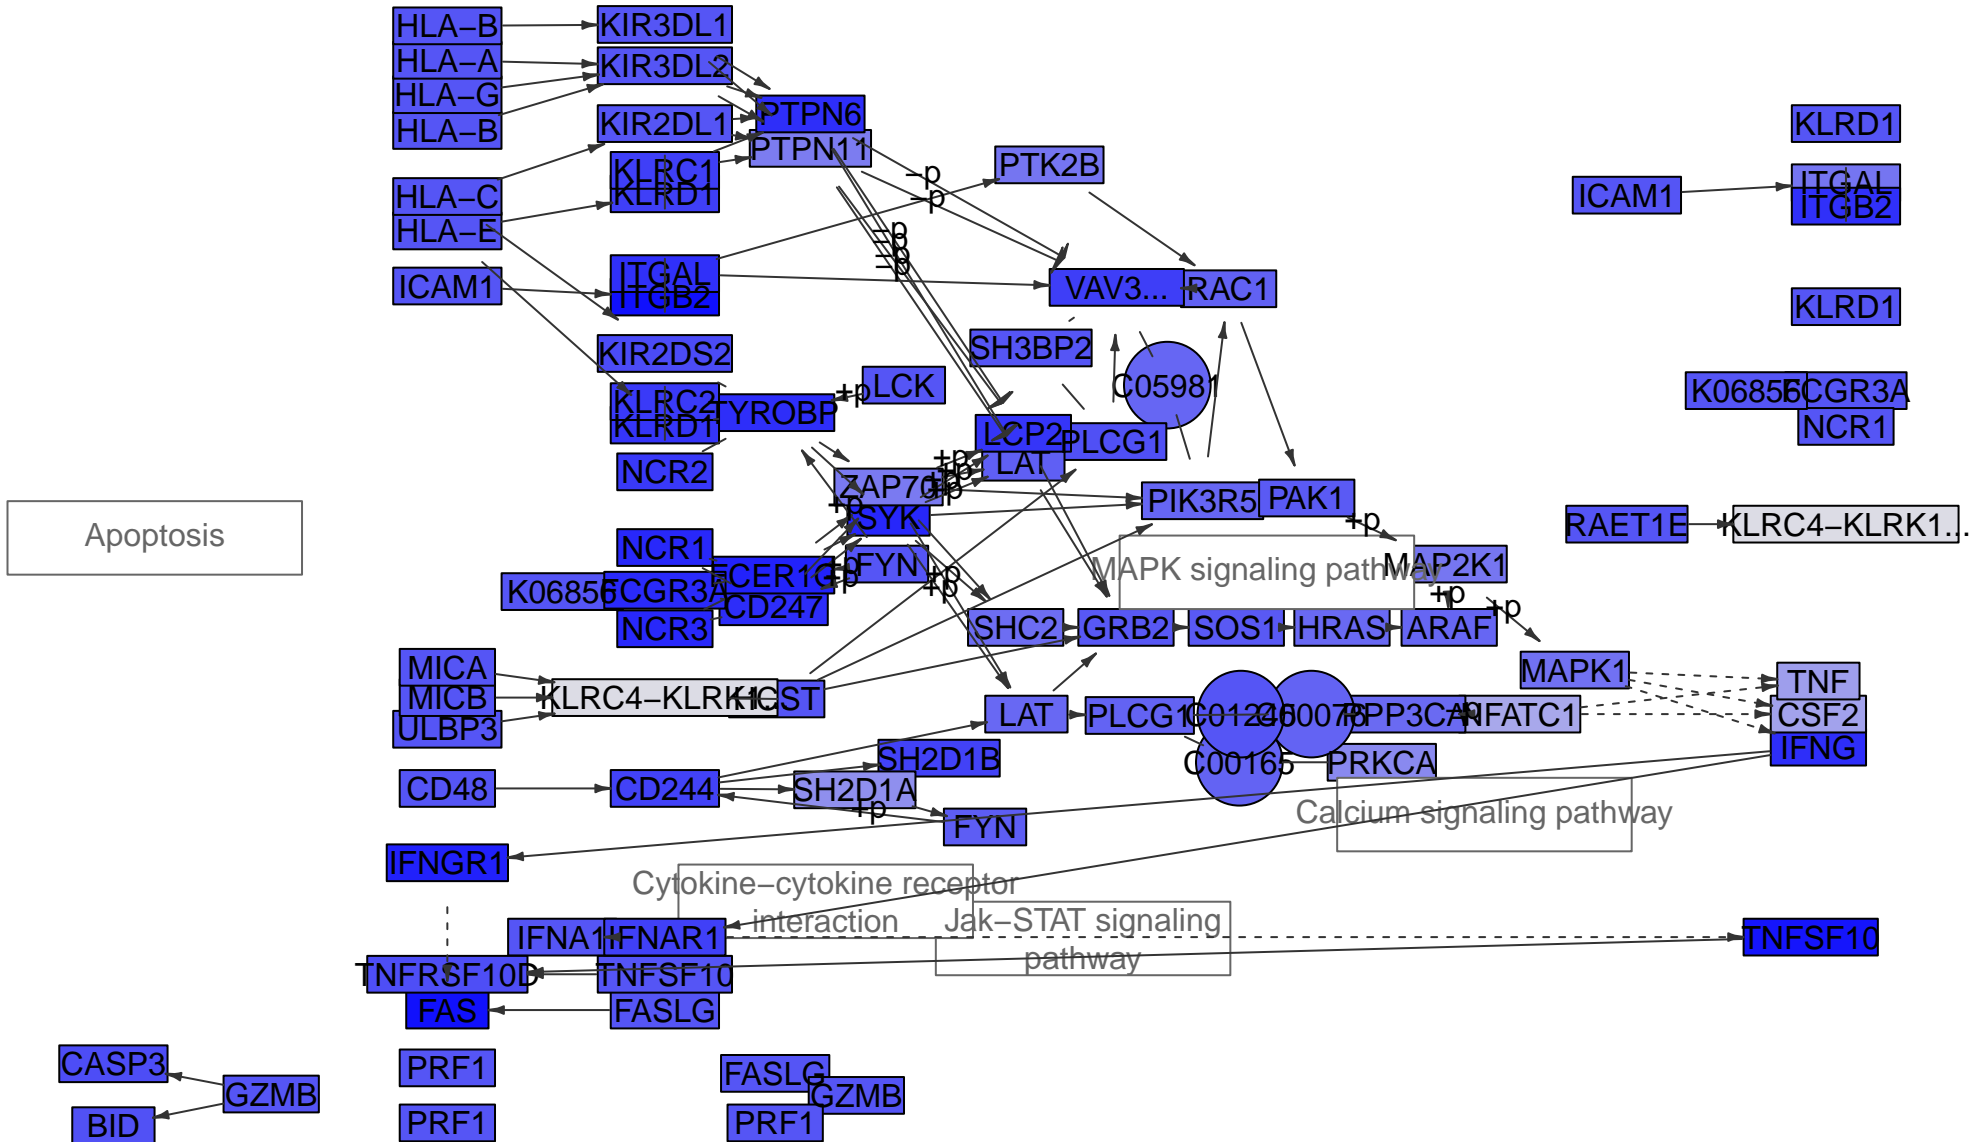 HLA−B
KIR3DL1
HLA−A
KIR3DL2
HLA−G
PTPN6
HLA−B
KIR2DL1
KLRD1
PTPN11
PTK2B
KLRC1
KLRD1
HLA−C
HLA−E
−p
−p
ICAM1
ITGAL
ITGB2
−p
−p
−p
−p
ICAM1
ITGAL
ITGB2
VAV3...
RAC1
KLRD1
KIR2DS2
SH3BP2
C05981
LCK
+p
KLRC2
KLRD1
TYROBP
K06856
FCGR3A
NCR1
LCP2
PLCG1
LAT
NCR2
ZAP70
+p
+p
+p
+p
+p
SYK
PIK3R5
PAK1
+p
RAET1E
KLRC4−KLRK1...
Apoptosis
NCR1
FCER1G
+p
+p
FYN
+p
+p
MAPK signaling pathway
MAP2K1
K06856
FCGR3A
CD247
NCR3
SHC2
GRB2
SOS1
HRAS
ARAF
+p
+p
MICA
MICB
ULBP3
KLRC4−KLRK1...
HCST
MAPK1
TNF
CSF2
IFNG
LAT
PLCG1
C01245
C00076
PPP3CA
−p
NFATC1
C00165
PRKCA
SH2D1B
CD48
CD244
SH2D1A
+p
FYN
Calcium signaling pathway
IFNGR1
Cytokine−cytokine receptor
interaction
Jak−STAT signaling
pathway
IFNA1
IFNAR1
TNFSF10
TNFRSF10D
TNFSF10
FAS
FASLG
CASP3
GZMB
BID
PRF1
PRF1
FASLG
GZMB
PRF1